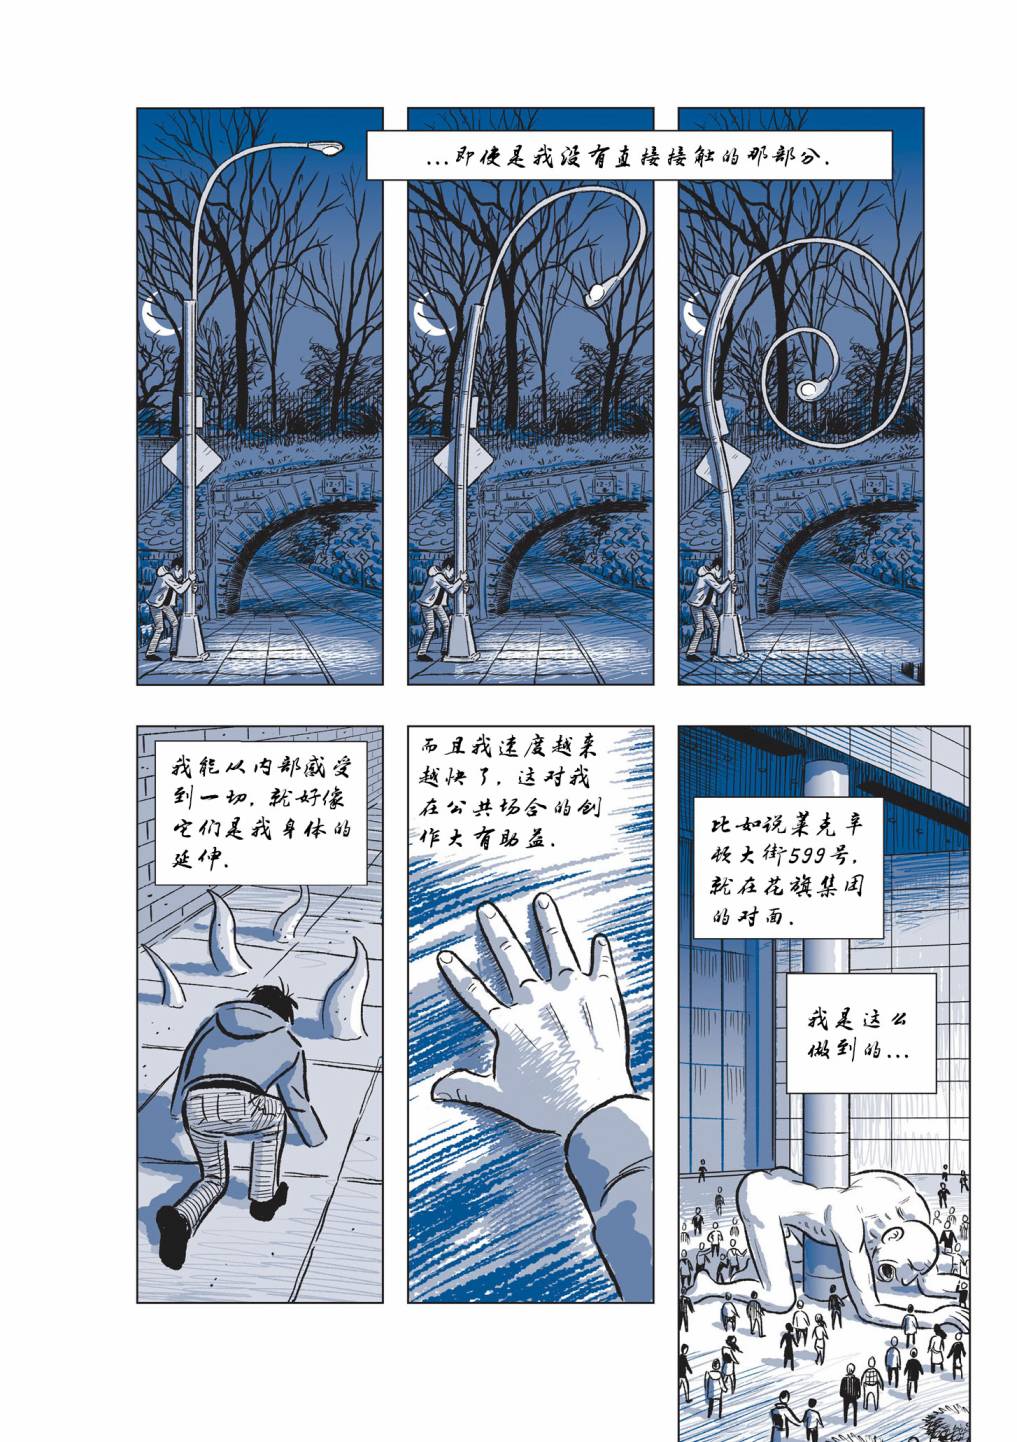 ...即使是我没有直接接触的那部分.
我能从内部感受
到一切，就好像
它们是我身体的
延伸.
而且我速度越来
越快了，这对我
在公共场合的创
作大有助益.
比如说莱克辛
顿大街599号，
就在花旗集团
的对面.
我是这么
做到的...